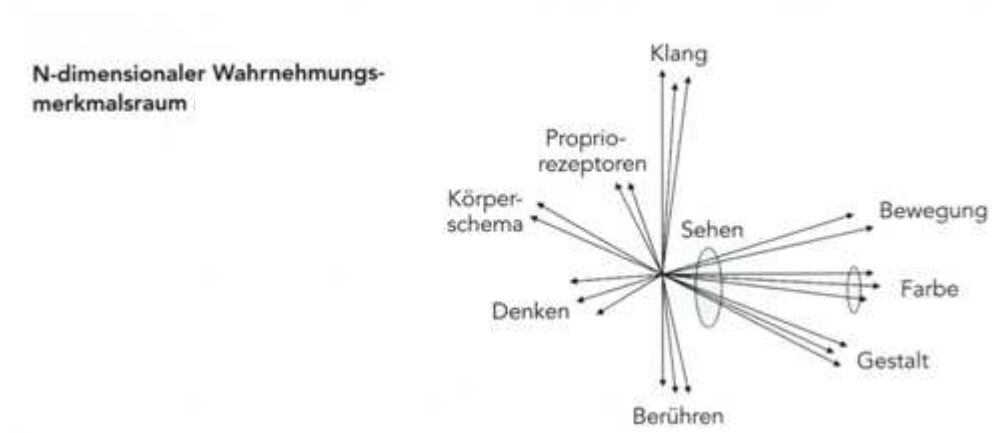 N-dimensionaler Wahrnehmungs-
merkmalsraum
Klang
Proprio-
rezeptoren
Körper-
schema
Sehen
Bewegung
Farbe
Denken
Gestalt
Berühren